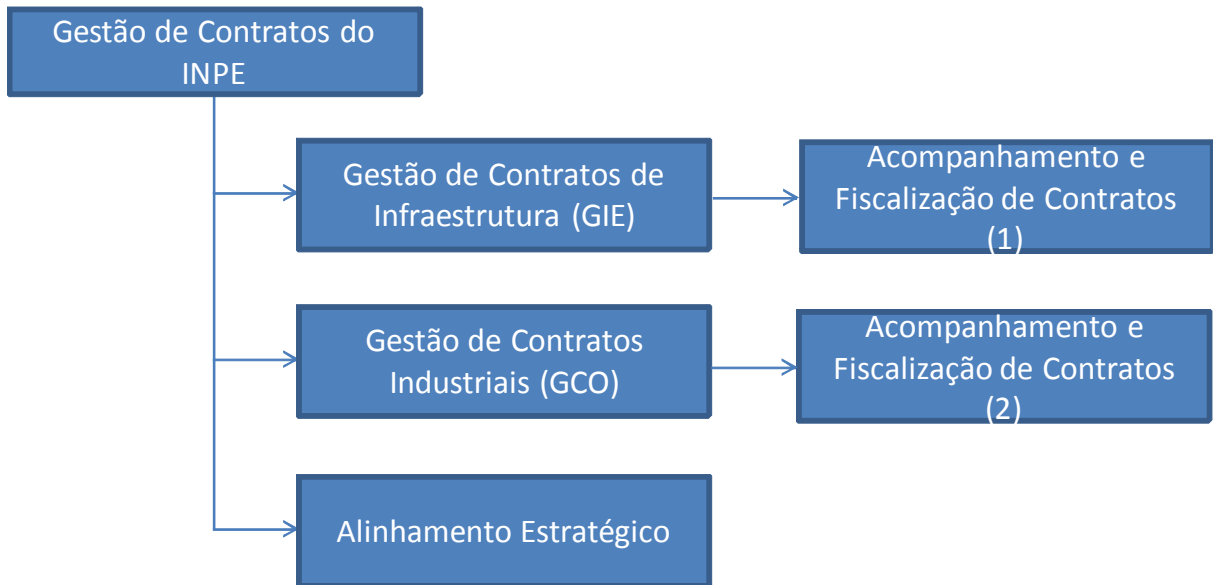 Gestão de Contratos do
INPE
Gestão de Contratos de
Infraestrutura (GIE)
Acompanhamento e
Fiscalização de Contratos
(1)
Gestão de Contratos
Industriais (GCO)
Acompanhamento e
Fiscalização de Contratos
(2)
Alinhamento Estratégico